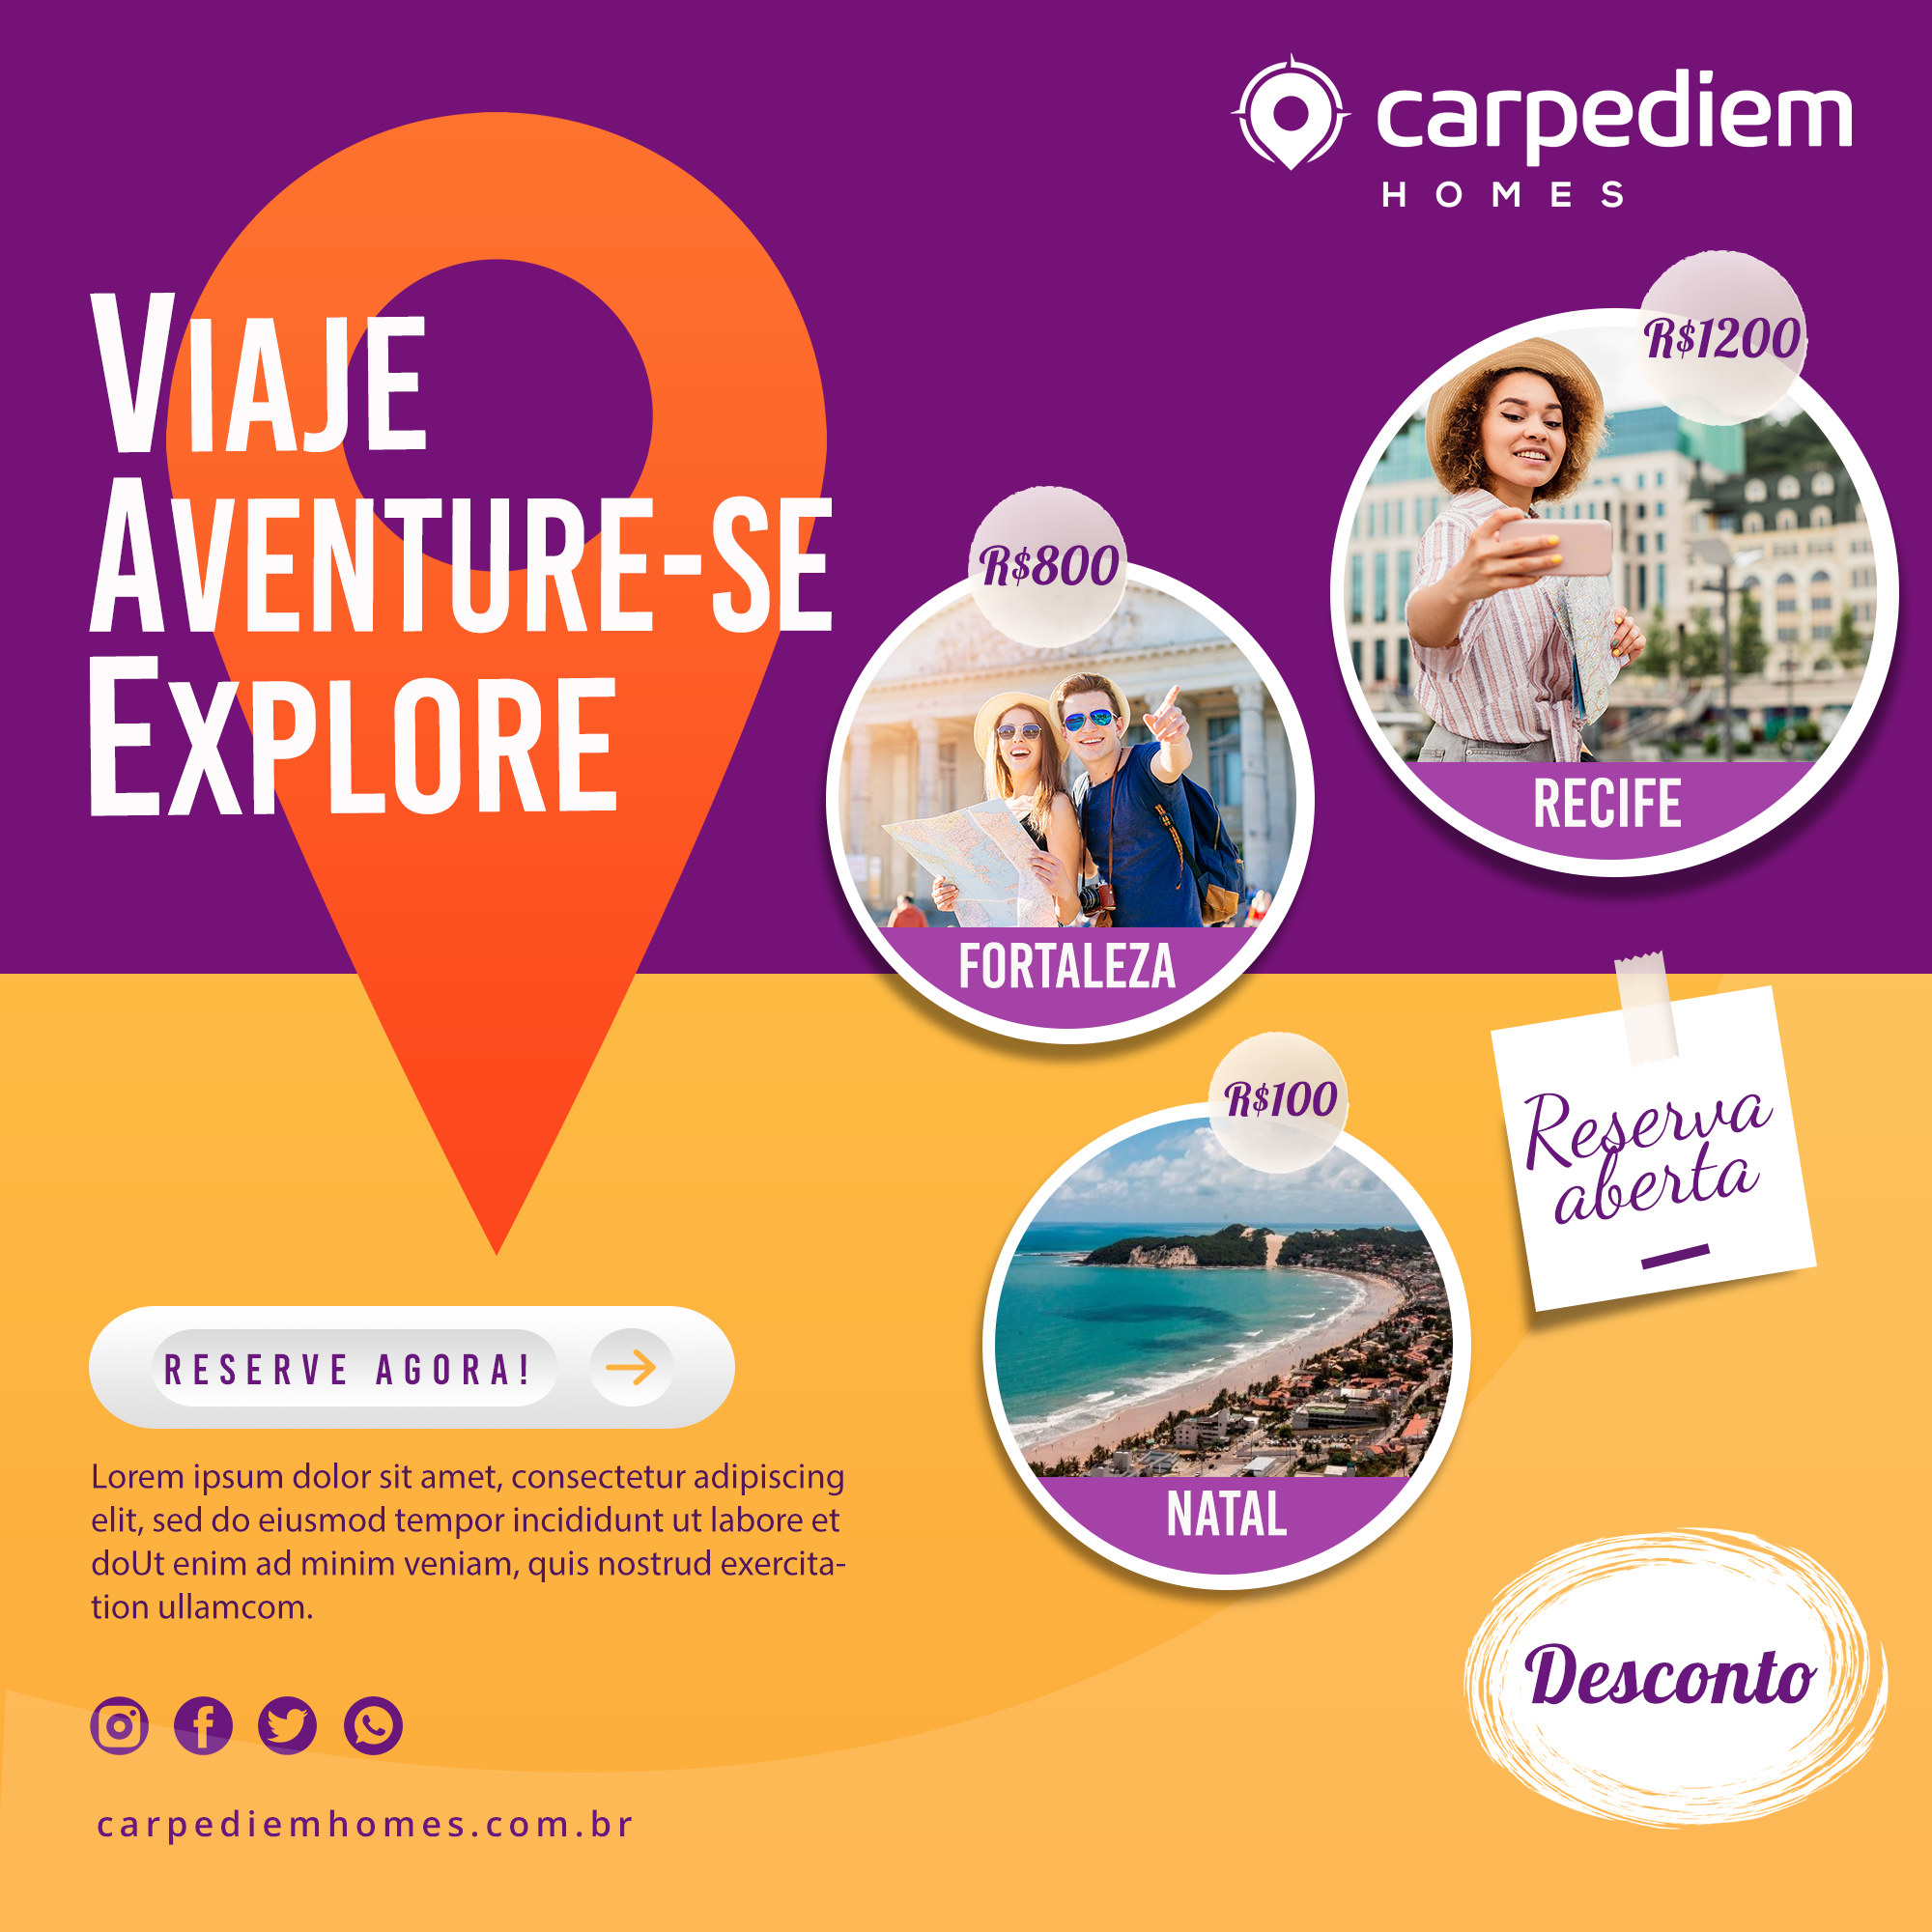 carpediem
HOMES
VIAJE
AVENTURE-SE
EXPLORE
R$1200
RECIFE
R$800
FORTALEZA
R$100
NATAL
Reserva
aberta
RESERVE AGORA!
Lorem ipsum dolor sit amet, consectetur adipiscing
elit, sed do eiusmod tempor incididunt ut labore et
doUt enim ad minim veniam, quis nostrud exercita-
tion ullamcom.
Desconto
carpediemhomes.com.br